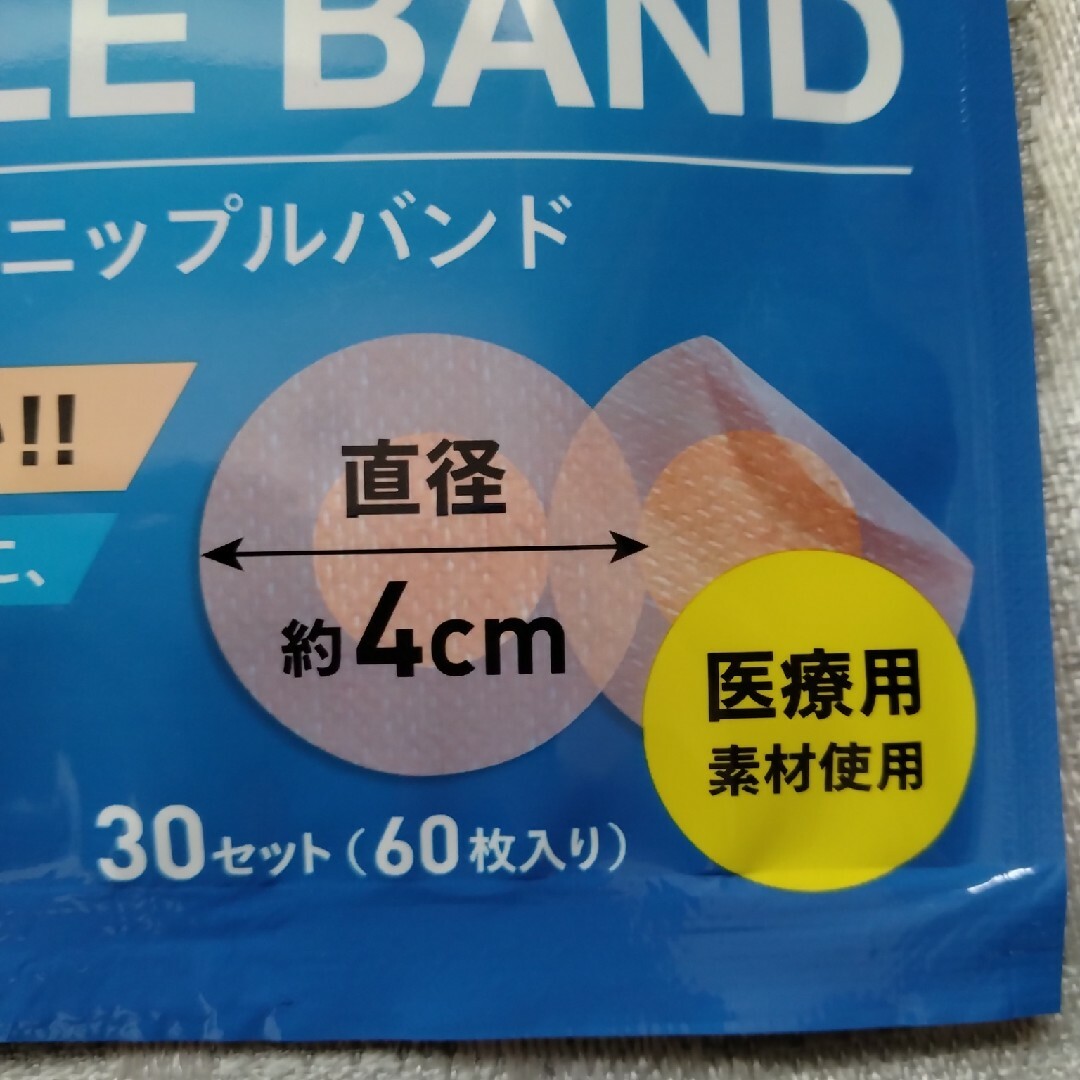 LE BAND
ニップルバンド
!!
直径
約4cm
医療用
素材使用
30セット(60枚入り)